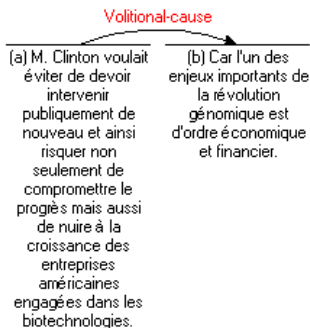 Volitional-cause
(a) M. Clinton voulait
éviter de devoir
intervenir
publiquement de
nouveau et ainsi
risquer non
seulement de
compromettre le
progrès mais aussi
de nuire à la
croissance des
entreprises
américaines
engagées dans les
biotechnologies.
(b) Car l'un des
enjeux importants de
la révolution
génomique est
d'ordre économique
et financier.